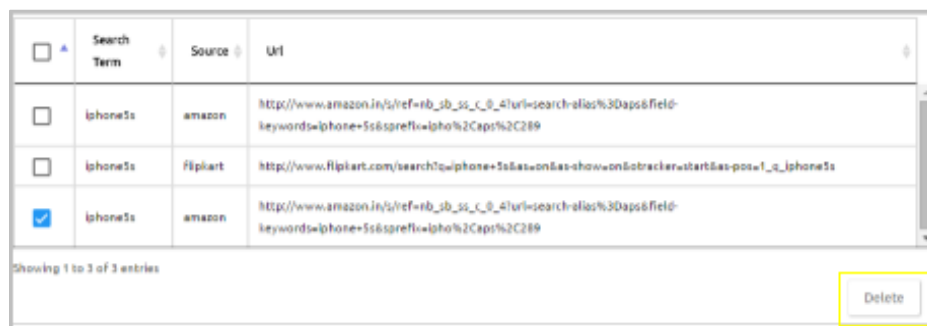 Search Term Source Url
iphone5s amazon http://www.amazon.in/s/ref=nb_sb_ss_c_0_4?url=search-alias%3Daps&field-
keywords=iphone+5s&sprefix=ipho%2Caps%2C289
iphone5s flipkart http://www.flipkart.com/search?q=iphone+5s&as=on&as-show=on&otracker=start&as-pos=1_q_iphone5s
iphone5s amazon http://www.amazon.in/s/ref=nb_sb_ss_c_0_4?url=search-alias%3Daps&field-
keywords=iphone+5s&sprefix=ipho%2Caps%2C289
Showing 1 to 3 of 3 entries
Delete